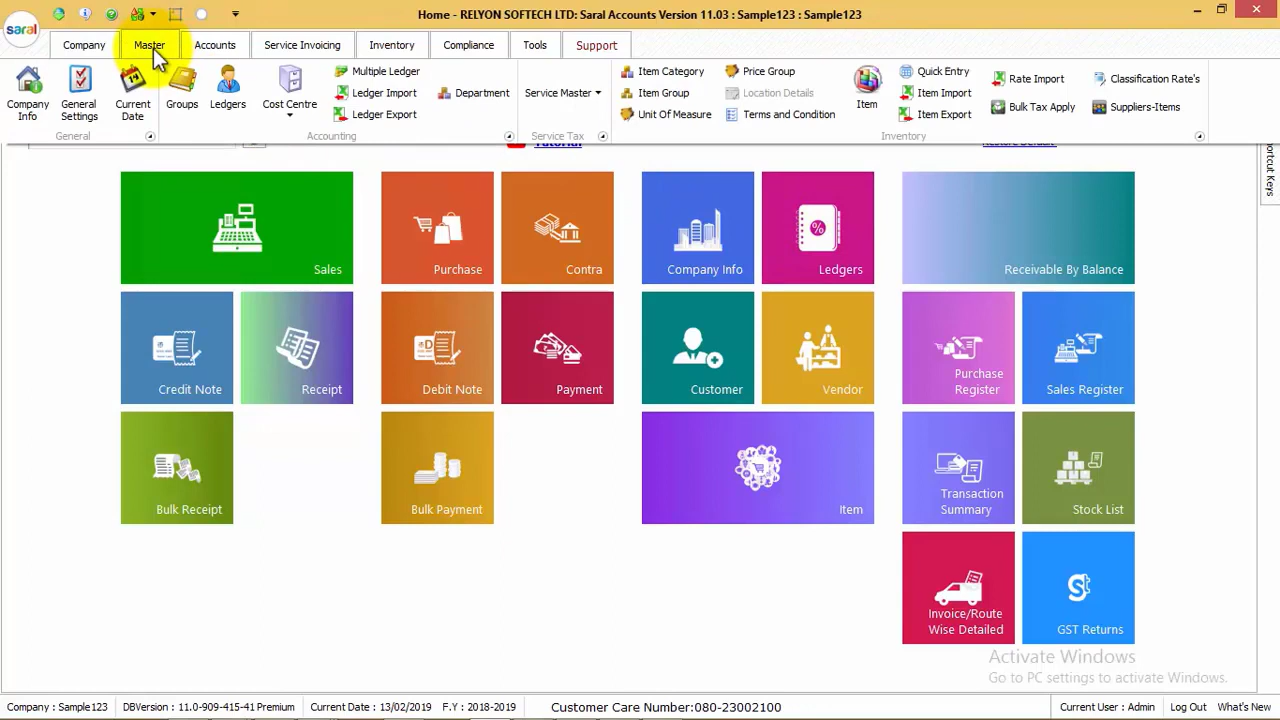 Home - RELYON SOFTECH LTD: Saral Accounts Version 11.03 : Sample123 : Sample123
saral
Company Master Accounts Service Invoicing Inventory Compliance Tools Support
Company Info
General Settings
Current Date
General
Groups
Ledgers
Cost Centre
Multiple Ledger
Ledger Import
Ledger Export
Department
Accounting
Service Master
Service Tax
Item Category
Item Group
Unit Of Measure
Price Group
Location Details
Terms and Condition
Item
Quick Entry
Item Import
Item Export
Rate Import
Bulk Tax Apply
Classification Rate's
Suppliers-Items
Inventory
Tutorial
Restore Default
Shortcut Keys
Sales
Purchase
Contra
Company Info
Ledgers
Receivable By Balance
Credit Note
Receipt
Debit Note
Payment
Customer
Vendor
Purchase
Register
Sales Register
Bulk Receipt
Bulk Payment
Item
Transaction
Summary
Stock List
Invoice/Route
Wise Detailed
GST Returns
Activate Windows
Go to PC settings to activate Windows.
Company : Sample123 DBVersion : 11.0-909-415-41 Premium Current Date : 13/02/2019 F.Y : 2018-2019 Customer Care Number:080-23002100 Current User : Admin Log Out What's New